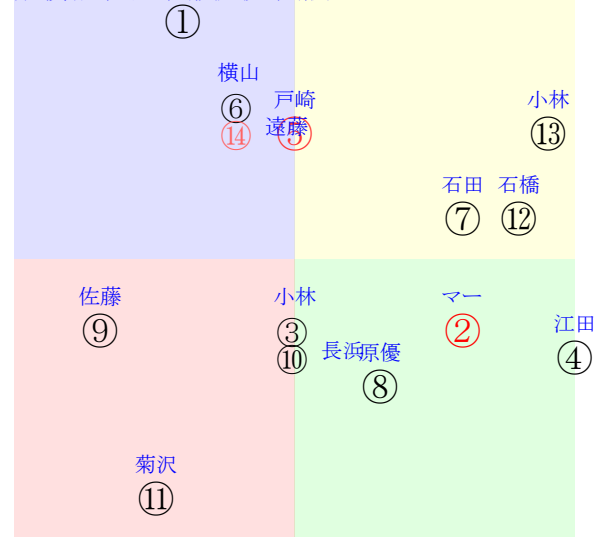 ①
横山
⑥
戸崎
小林
⑭
遠藤
⑤
⑬
石田
石橋
⑦
⑫
佐藤
小林
マー
江田
⑨
③
②
⑩
長浜
原優
④
⑧
菊沢
⑪